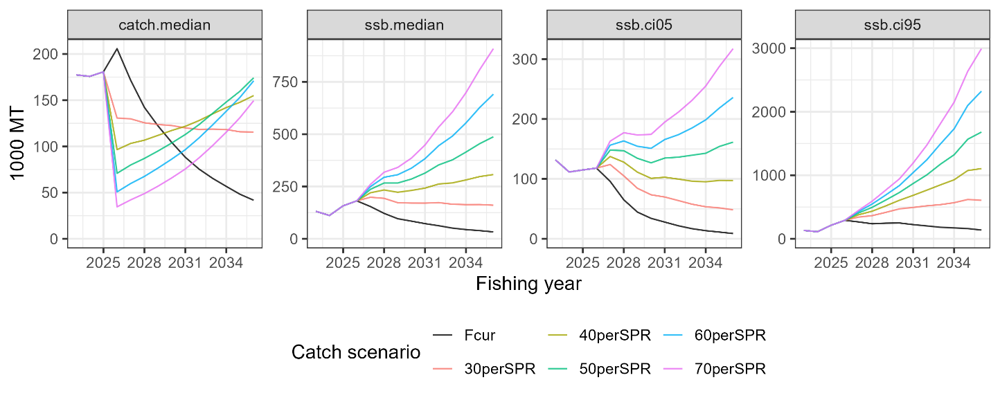 catch.median
ssb.median
ssb.ci05
ssb.ci95
1000 MT
200
150
100
50
0
750
500
250
0
300
200
100
0
3000
2000
1000
0
2025 2028 2031 2034
2025 2028 2031 2034
2025 2028 2031 2034
2025 2028 2031 2034
Fishing year
Catch scenario
Fcur
40perSPR
60perSPR
30perSPR
50perSPR
70perSPR